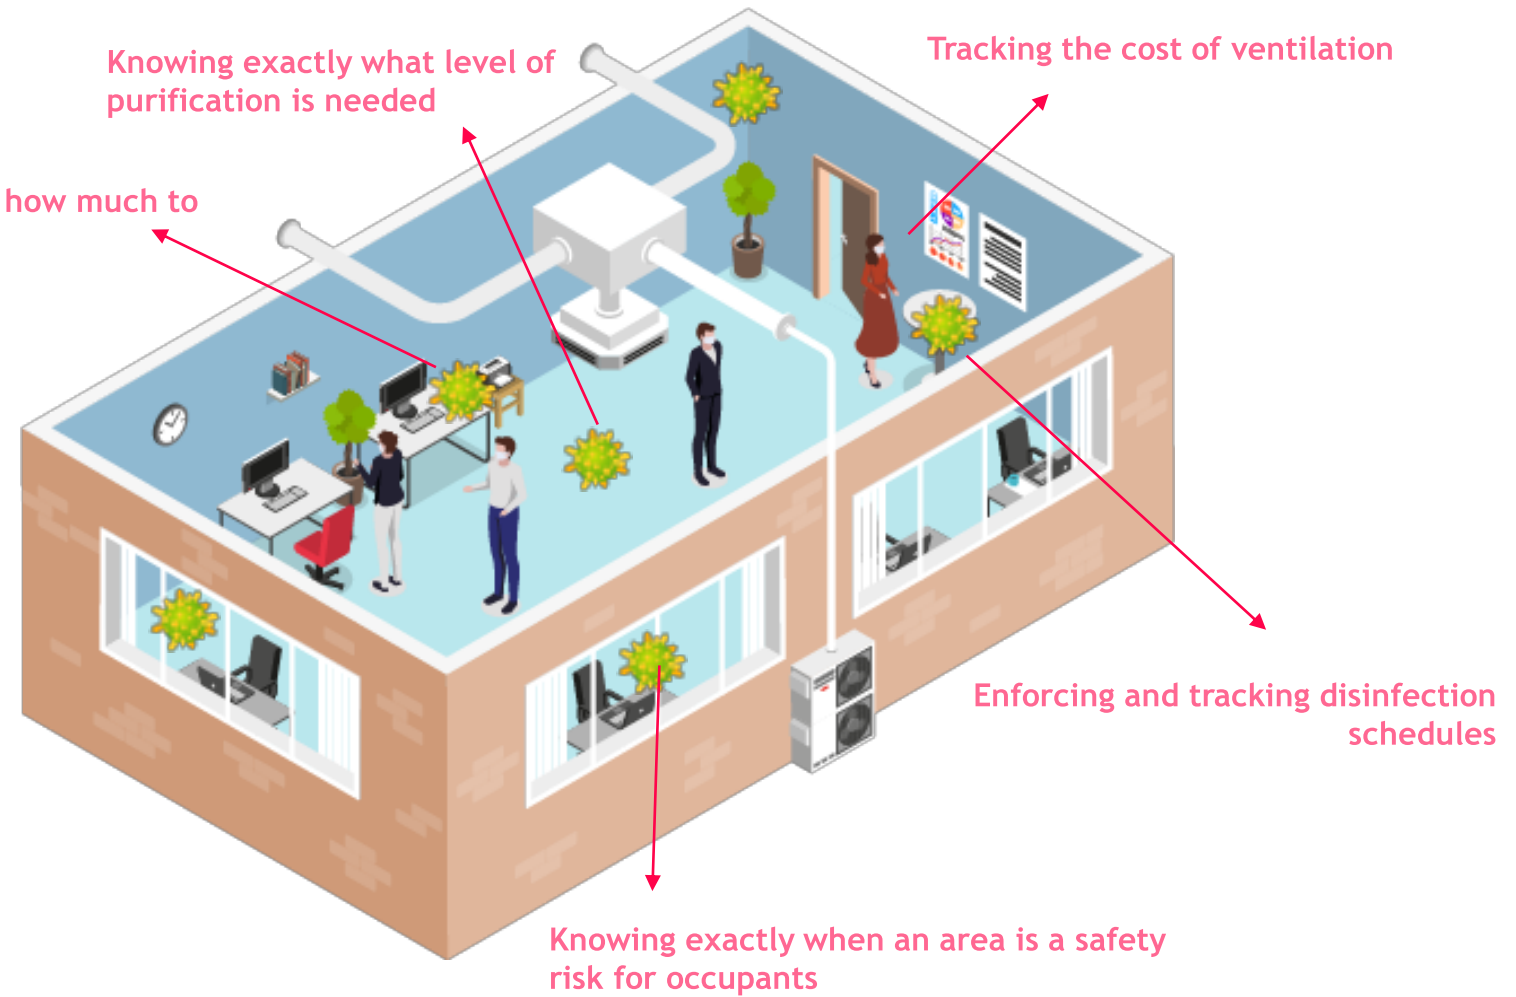 Knowing exactly what level of
purification is needed
Tracking the cost of ventilation
how much to
Enforcing and tracking disinfection
schedules
Knowing exactly when an area is a safety
risk for occupants